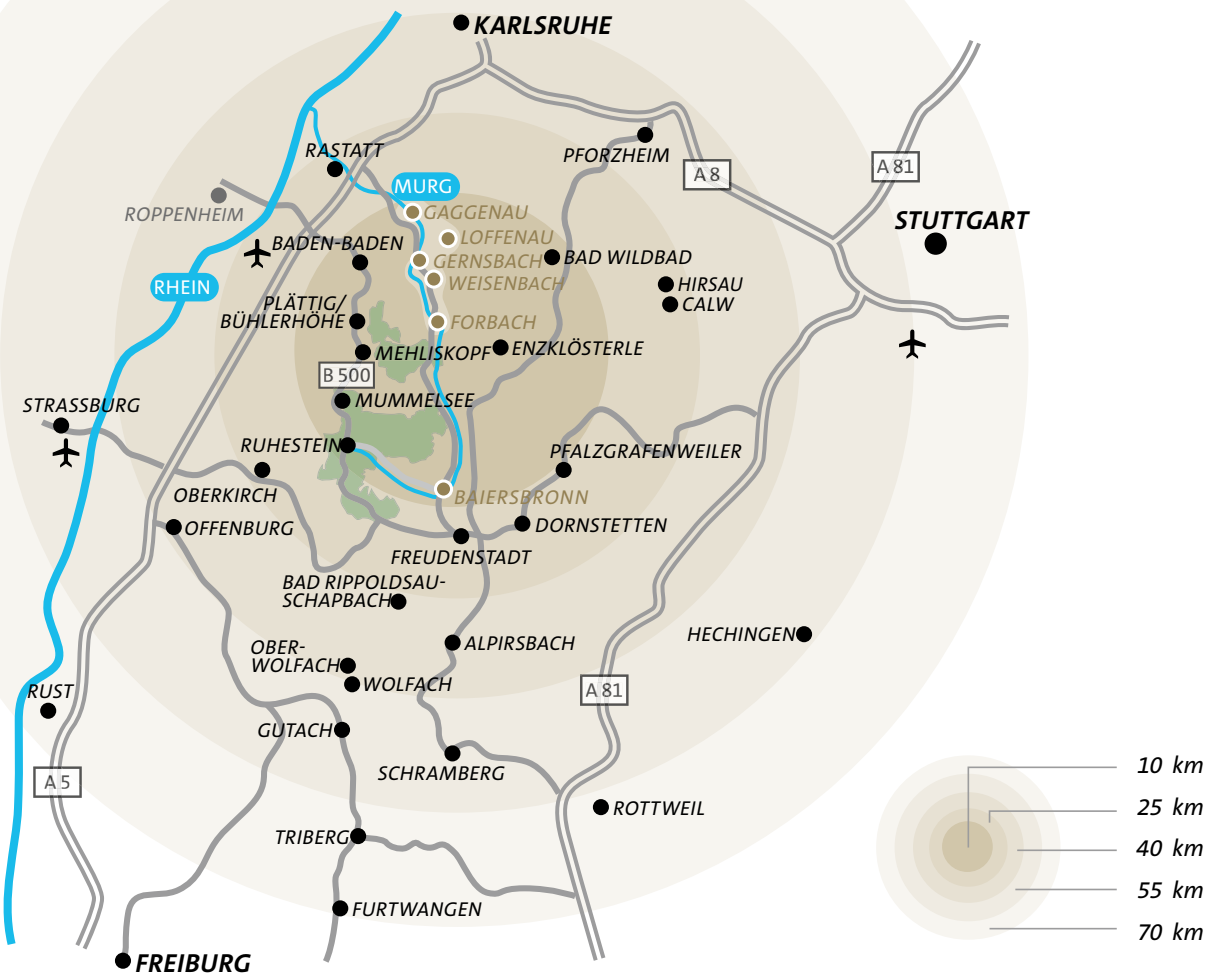 KARLSRUHE
RASTATT
PFORZHEIM
A 8
A 81
MURG
ROPPENHEIM
GAGGENAU
STUTTGART
LOFFENAU
BADEN-BADEN
GERNSBACH
BAD WILDBAD
WEISENBACH
HIRSAU
RHEIN
CALW
PLÄTTIG/
BÜHLERHÖHE
FORBACH
MEHLISKOPF
ENZKLÖSTERLE
B 500
MUMMELSEE
STRASSBURG
RUHESTEIN
PFALZGRAFENWEILER
OBERKIRCH
BAIERSBRONN
OFFENBURG
DORNSTETTEN
FREUDENSTADT
BAD RIPPOLDSAU-
SCHAPBACH
HECHINGEN
ALPIRSBACH
OBER-
WOLFACH
WOLFACH
RUST
A 81
GUTACH
SCHRAMBERG
A 5
ROTTWEIL
TRIBERG
FURTWANGEN
FREIBURG
10 km
25 km
40 km
55 km
70 km